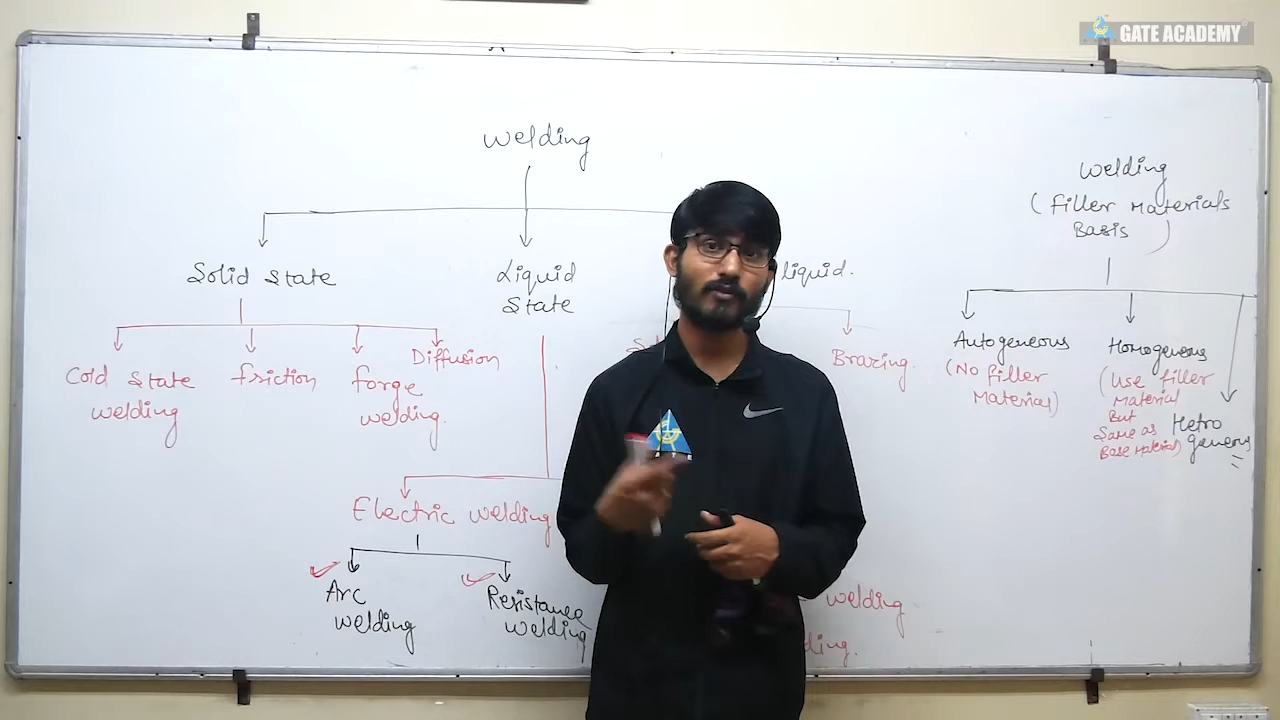 GATE ACADEMY
Welding
Solid State
Liquid
State
liquid.
Cold State
welding
friction
forge
welding.
Diffusion
Brazing.
Electric welding
Arc
welding
Resistance
welding
welding
Welding
( filler Materials
Basis )
Autogeneous
(No filler
Material)
Homogeneous
(Use filler
Material
But
Same as
Base Material)
Hetro
geneous